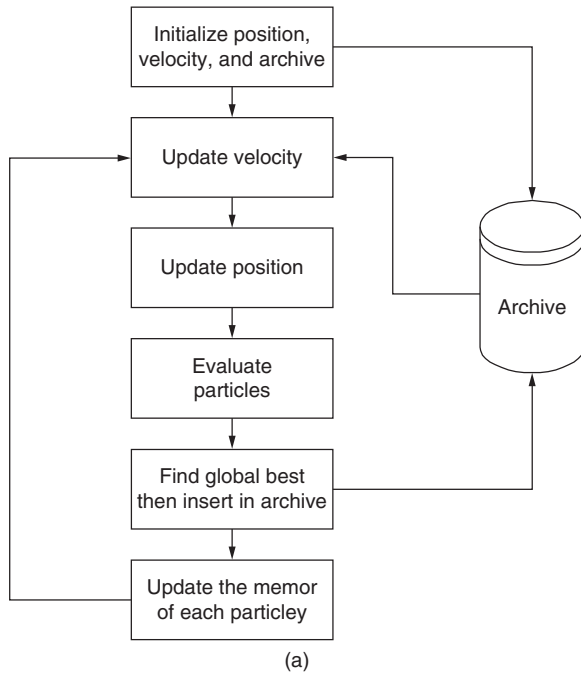 Initialize position,
velocity, and archive
Update velocity
Update position
Archive
Evaluate
particles
Find global best
then insert in archive
Update the memor
of each particley
(a)